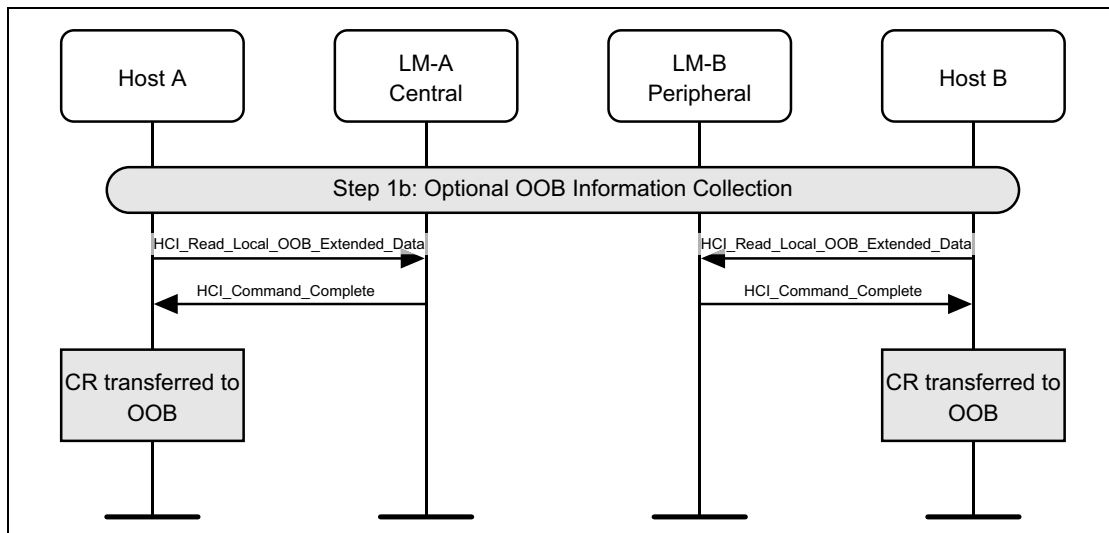 Host A
LM-A
Central
LM-B
Peripheral
Host B
Step 1b: Optional OOB Information Collection
HCI_Read_Local_OOB_Extended_Data
HCI_Read_Local_OOB_Extended_Data
HCI_Command_Complete
HCI_Command_Complete
CR transferred to
OOB
CR transferred to
OOB